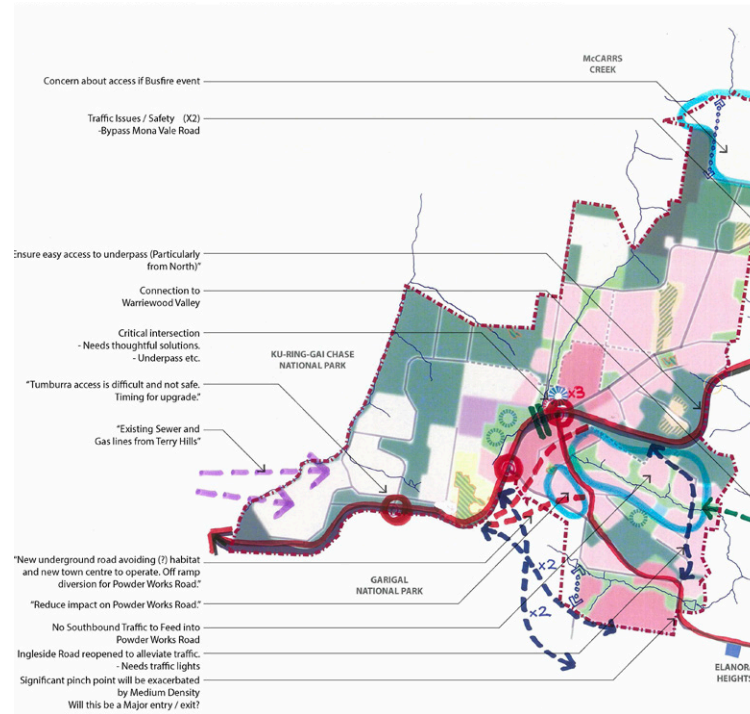 McCARRS
CREEK
Concern about access if Busfire event
Traffic Issues / Safety (X2)
-Bypass Mona Vale Road
Ensure easy access to underpass (Particularly
from North)"
Connection to
Warriewood Valley
Critical intersection
- Needs thoughtful solutions.
- Underpass etc.
KU-RING-GAI CHASE
NATIONAL PARK
x3
"Tumburra access is difficult and not safe.
Timing for upgrade."
"Existing Sewer and
Gas lines from Terry Hills"
"New underground road avoiding (?) habitat
and new town centre to operate. Off ramp
diversion for Powder Works Road."
x2
GARIGAL
NATIONAL PARK
"Reduce impact on Powder Works Road."
x2
No Southbound Traffic to Feed into
Powder Works Road
Ingleside Road reopened to alleviate traffic.
- Needs traffic lights
ELANORA
HEIGHTS
Significant pinch point will be exacerbated
by Medium Density
Will this be a Major entry / exit?